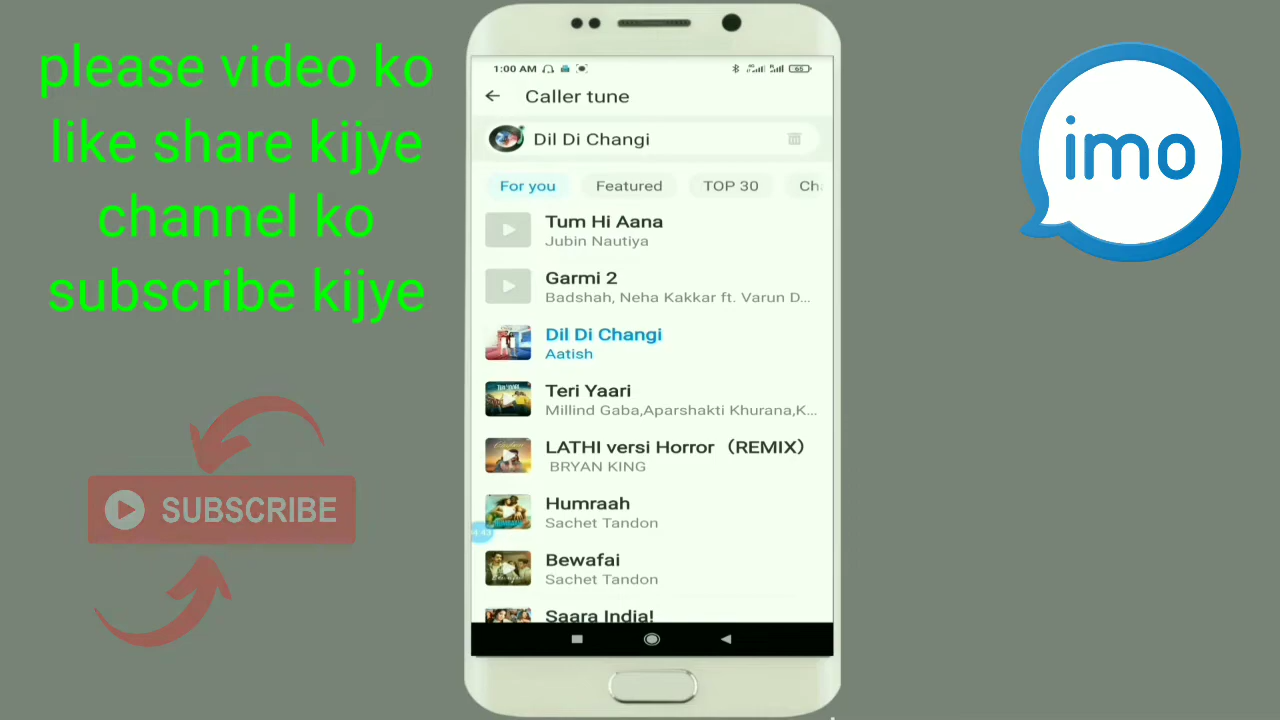 please video ko
like share kijye
channel ko
subscribe kijye
SUBSCRIBE
1:00 AM
4G
65
Caller tune
Dil Di Changi
For you
Featured
TOP 30
Ch
Tum Hi Aana
Jubin Nautiya
Garmi 2
Badshah, Neha Kakkar ft. Varun D...
Dil Di Changi
Aatish
Teri Yaari
Millind Gaba,Aparshakti Khurana,K...
LATHI versi Horror（REMIX）
BRYAN KING
Humraah
Sachet Tandon
Bewafai
Sachet Tandon
Saara India!
imo